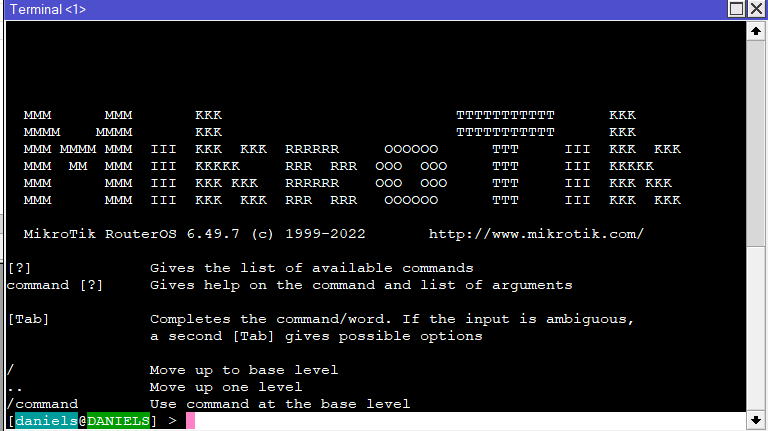 Terminal <1>
MMM      MMM       KKK                          TTTTTTTTTTT      KKK
MMMM    MMMM       KKK                          TTTTTTTTTTT      KKK
MMM MMMM MMM  III  KKK  KKK  RRRRRR     OOOOOO      TTT     III  KKK  KKK
MMM  MM  MMM  III  KKKKK     RRR  RRR  OOO  OOO     TTT     III  KKKKK
MMM      MMM  III  KKK KKK   RRRRRR    OOO  OOO     TTT     III  KKK KKK
MMM      MMM  III  KKK  KKK  RRR  RRR   OOOOOO      TTT     III  KKK  KKK
MikroTik RouterOS 6.49.7 (c) 1999-2022       http://www.mikrotik.com/
[?]             Gives the list of available commands
command [?]     Gives help on the command and list of arguments
[Tab]           Completes the command/word. If the input is ambiguous,
a second [Tab] gives possible options
/               Move up to base level
..              Move up one level
/command        Use command at the base level
[daniels@DANIELS] >